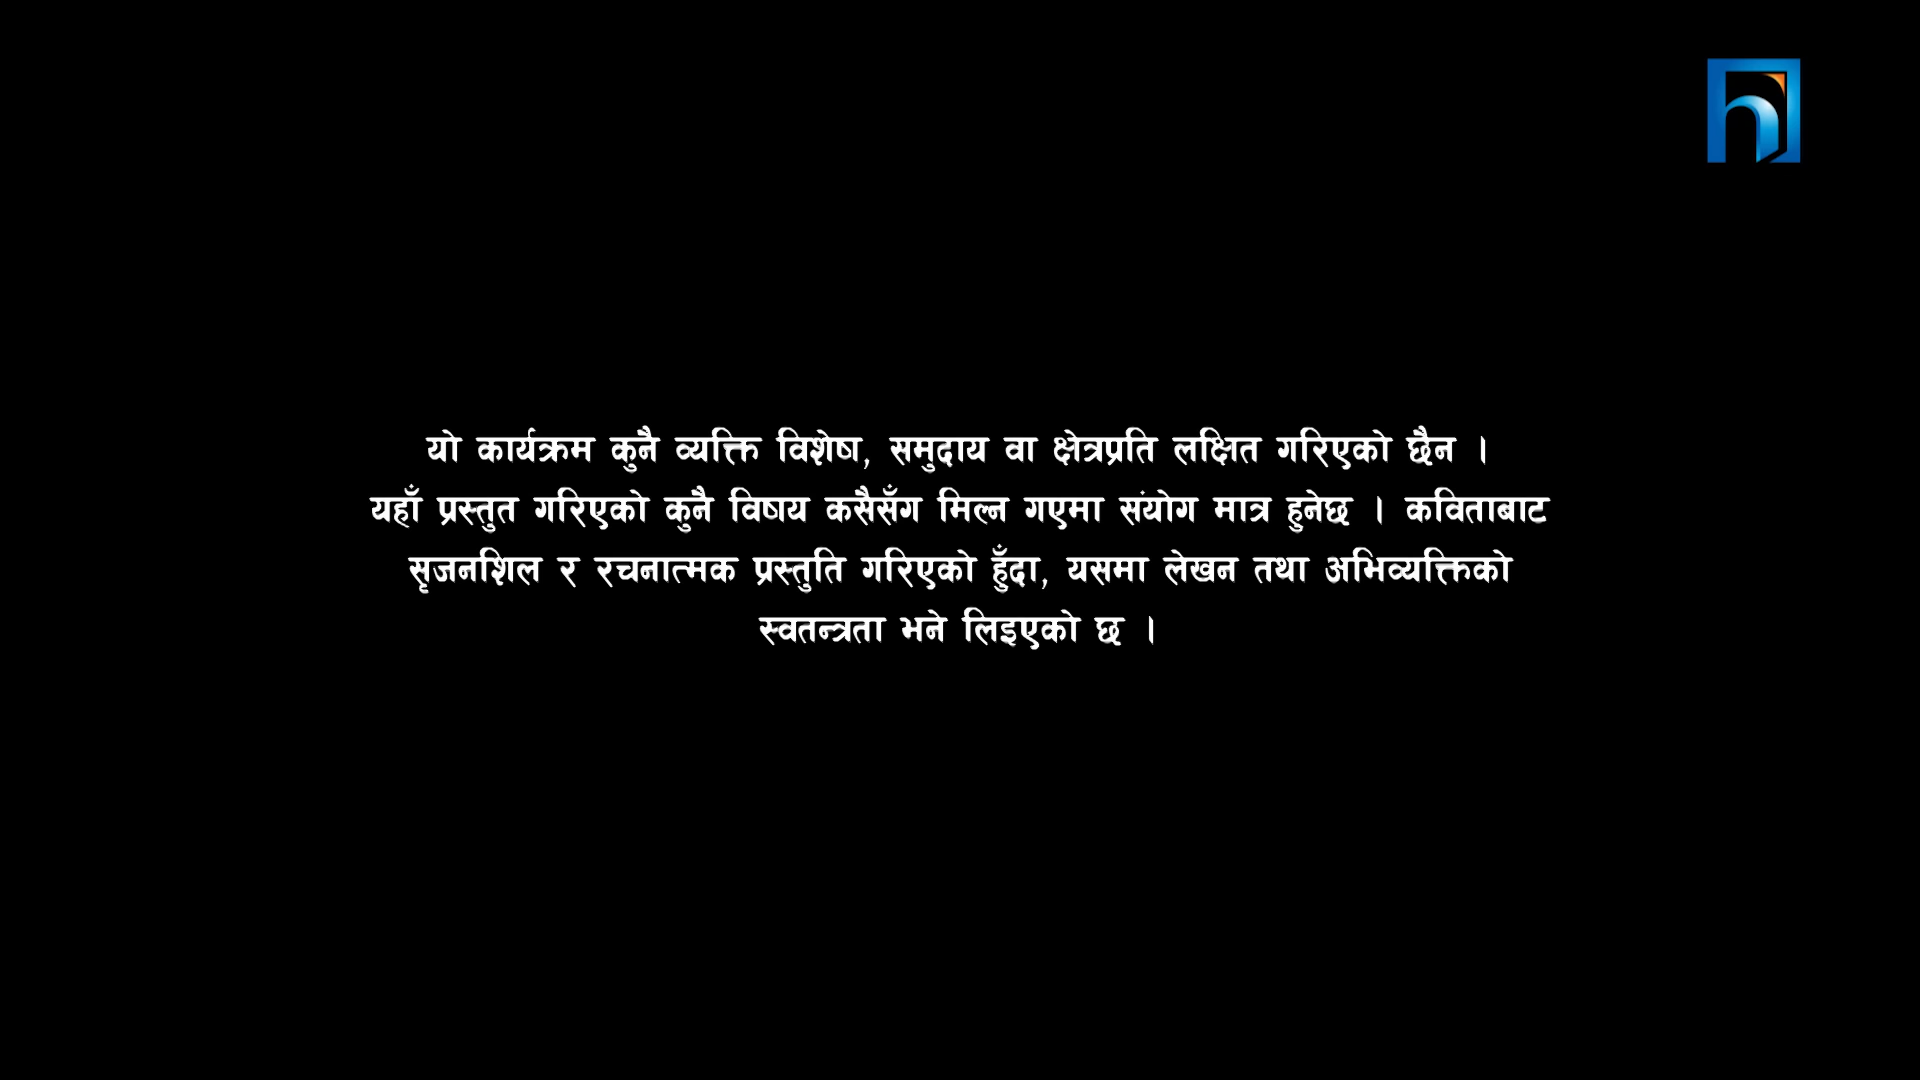 यो कार्यक्रम कुनै व्यक्ति विशेष, समुदाय वा क्षेत्रप्रति लक्षित गरिएको छैन ।
यहाँ प्रस्तुत गरिएको कुनै विषय कसैसँग मिल्न गएमा संयोग मात्र हुनेछ । कविताबाट
सृजनशिल र रचनात्मक प्रस्तुति गरिएको हुँदा, यसमा लेखन तथा अभिव्यक्तिको
स्वतन्त्रता भने लिइएको छ ।